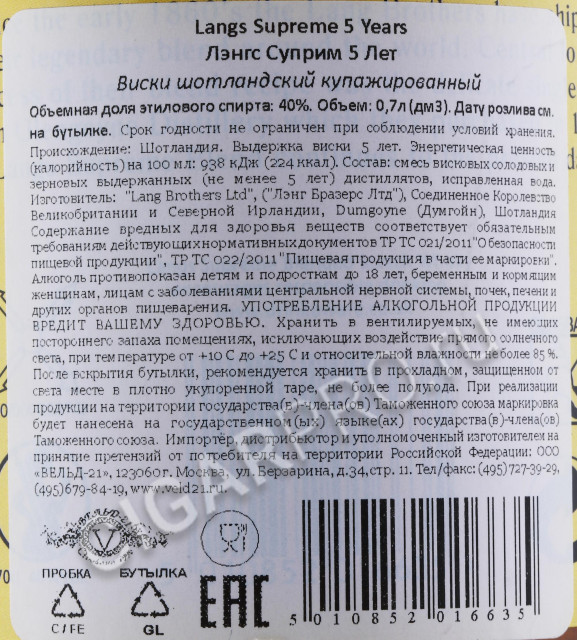 Langs Supreme 5 Years
Лэнгс Суприм 5 Лет
Виски шотландский купажированный
Объемная доля этилового спирта: 40%. Объем: 0,7л (дм3). Дату розлива см.
на бутылке. Срок годности не ограничен при соблюдении условий хранения.
Происхождение: Шотландия. Выдержка виски 5 лет. Энергетическая ценность
(калорийность) на 100 мл: 938 кДж (224 ккал). Состав: смесь висковых солодовых и
зерновых выдержанных (не менее 5 лет) дистиллятов, исправленная вода.
Изготовитель: "Lang Brothers Ltd", ("Лэнг Бразерс Лтд"), Соединенное Королевство
Великобритании и Северной Ирландии, Dumgoyne (Думгойн), Шотландия
Содержание вредных для здоровья веществ соответствует обязательным
требованиям действующих нормативных документов ТР ТС 021/2011 "О безопасности
пищевой продукции", ТР ТС 022/2011 "Пищевая продукция в части ее маркировки".
Алкоголь противопоказан детям и подросткам до 18 лет, беременным и кормящим
женщинам, лицам с заболеваниями центральной нервной системы, почек, печени и
других органов пищеварения. УПОТРЕБЛЕНИЕ АЛКОГОЛЬНОЙ ПРОДУКЦИИ
ВРЕДИТ ВАШЕМУ ЗДОРОВЬЮ. Хранить в вентилируемых, не имеющих
постороннего запаха помещениях, исключающих воздействие прямого солнечного
света, при температуре от +10 С до +25 С и относительной влажности не более 85 %.
После вскрытия бутылки, рекомендуется хранить в прохладном, защищенном от
света месте в плотно укупоренной таре, не более полугода. При реализации
продукции на территории государства(в)-члена(ов) Таможенного союза маркировка
будет нанесена на государственном(ых) языке(ах) государства(в)-члена(ов)
Таможенного союза. Импортёр, дистрибьютор и уполномоченный изготовителем на
принятие претензий от потребителя на территории Российской Федерации: ООО
«ВЕЛЬД-21», 123060, г. Москва, ул. Берзарина, д.34, стр. 11. Тел/факс: (495)727-39-29,
(495)679-84-19, www.veld21.ru.
CIGARPRO.RU
V
ПРОБКА БУТЫЛКА
C / FE GL
EAC
5 010852 016635